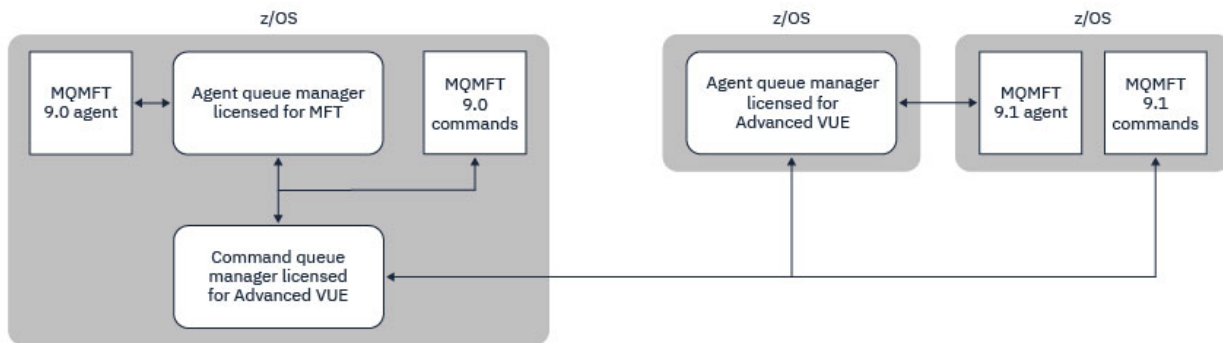 z/OS
MQMFT
9.0 agent
Agent queue manager
licensed for MFT
MQMFT
9.0
commands
Command queue
manager licensed
for Advanced VUE
z/OS
Agent queue manager
licensed for
Advanced VUE
z/OS
MQMFT
9.1 agent
MQMFT
9.1
commands